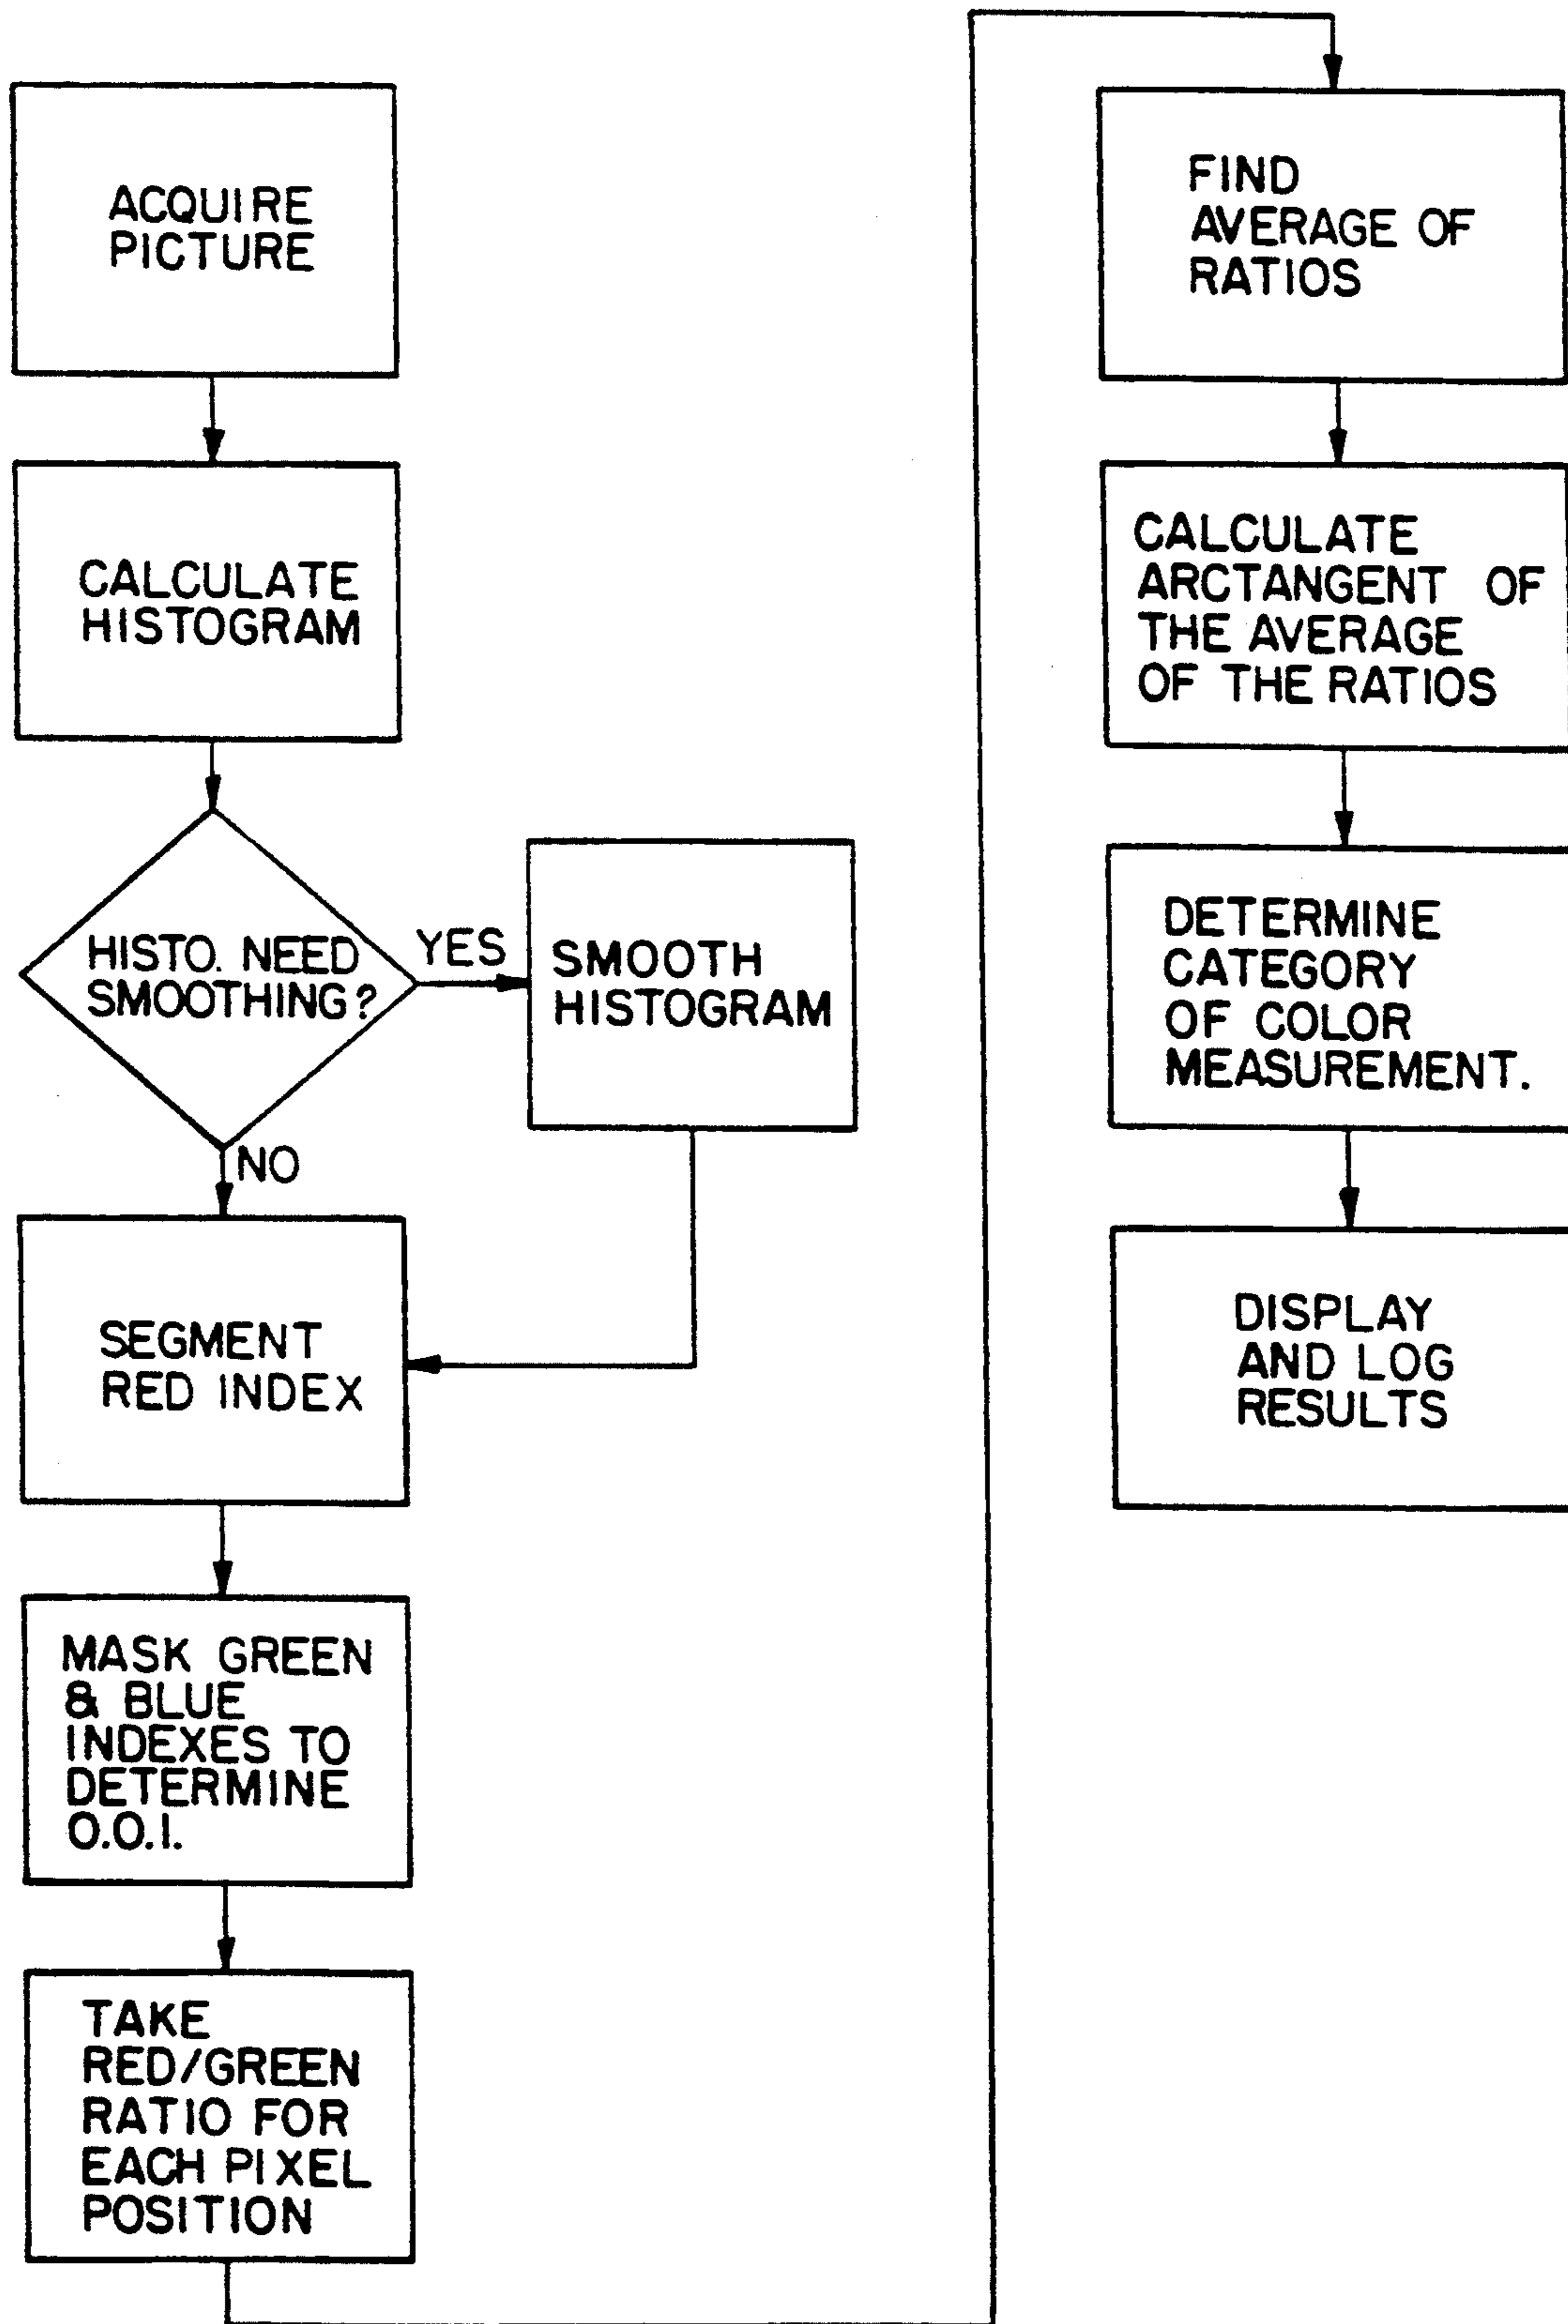 ACQUIRE
PICTURE
CALCULATE
HISTOGRAM
HISTO. NEED
SMOOTHING?
YES
SMOOTH
HISTOGRAM
NO
SEGMENT
RED INDEX
MASK GREEN
& BLUE
INDEXES TO
DETERMINE
O.O.I.
TAKE
RED/GREEN
RATIO FOR
EACH PIXEL
POSITION
FIND
AVERAGE OF
RATIOS
CALCULATE
ARCTANGENT OF
THE AVERAGE
OF THE RATIOS
DETERMINE
CATEGORY
OF COLOR
MEASUREMENT.
DISPLAY
AND LOG
RESULTS